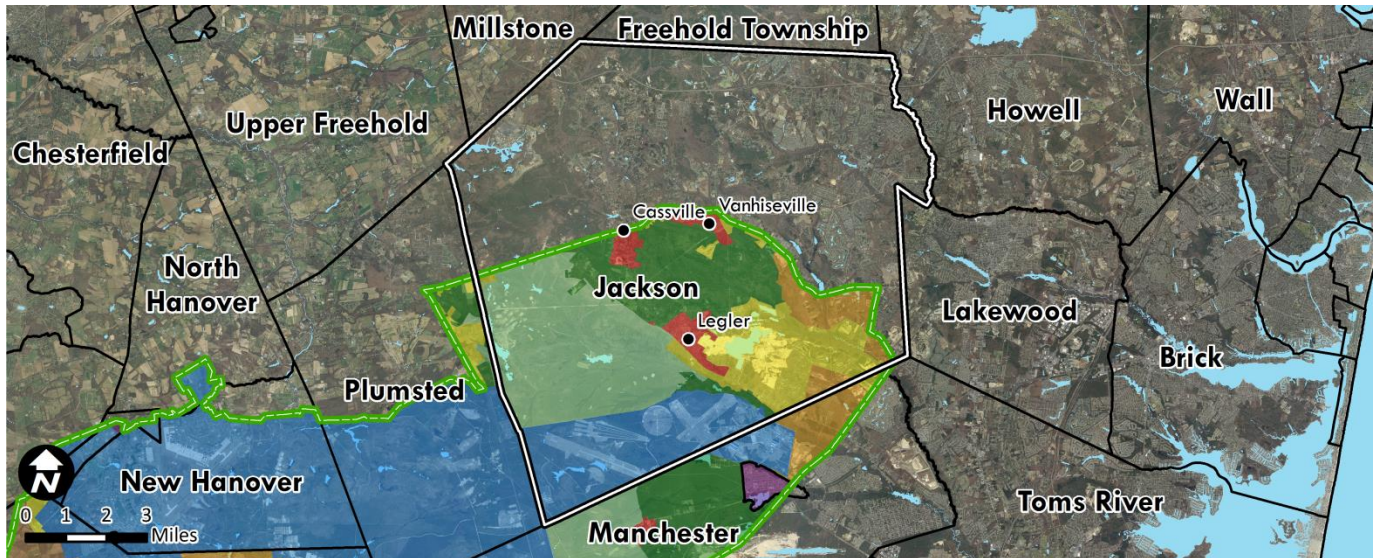 Millstone
Freehold Township
Howell
Wall
Upper Freehold
Chesterfield
Cassville
Vanhiseville
North
Hanover
Jackson
Lakewood
Legler
Brick
Plumsted
New Hanover
Toms River
Manchester
N
0 1 2 3
Miles